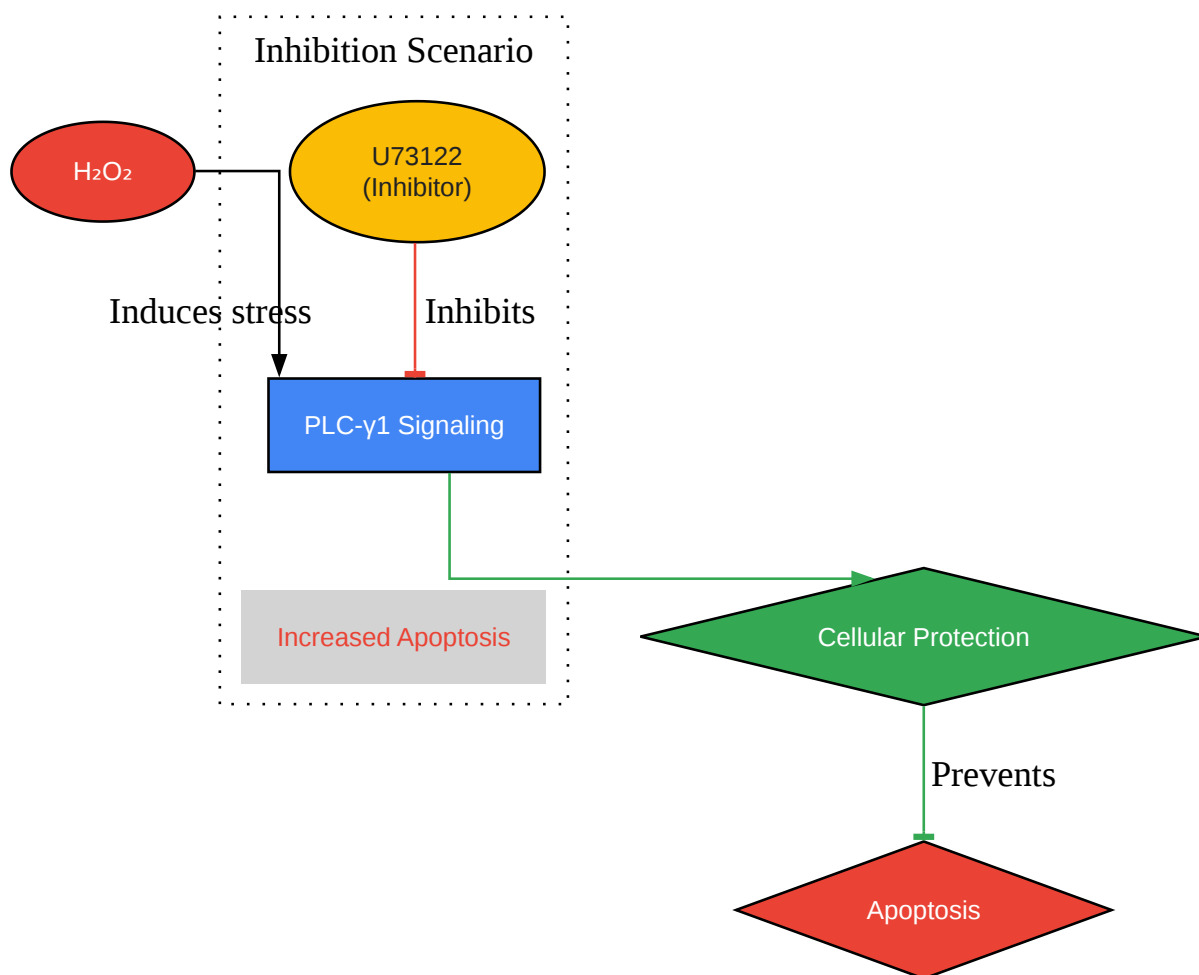 Inhibition Scenario
H₂O₂
U73122
(Inhibitor)
Induces stress
Inhibits
PLC-γ1 Signaling
Increased Apoptosis
Cellular Protection
Prevents
Apoptosis